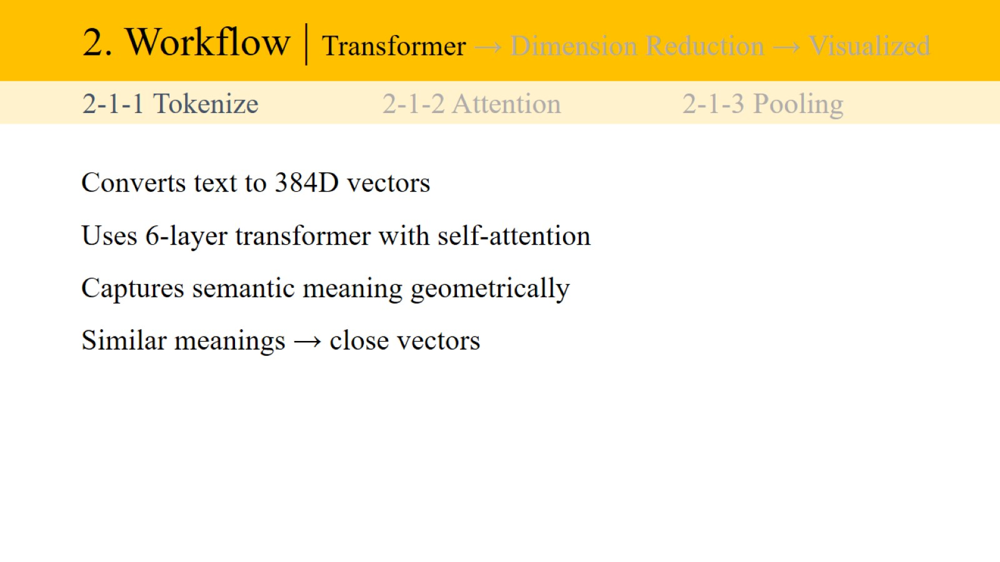 2. Workflow | Transformer → Dimension Reduction → Visualized
2-1-1 Tokenize 2-1-2 Attention 2-1-3 Pooling
Converts text to 384D vectors
Uses 6-layer transformer with self-attention
Captures semantic meaning geometrically
Similar meanings → close vectors